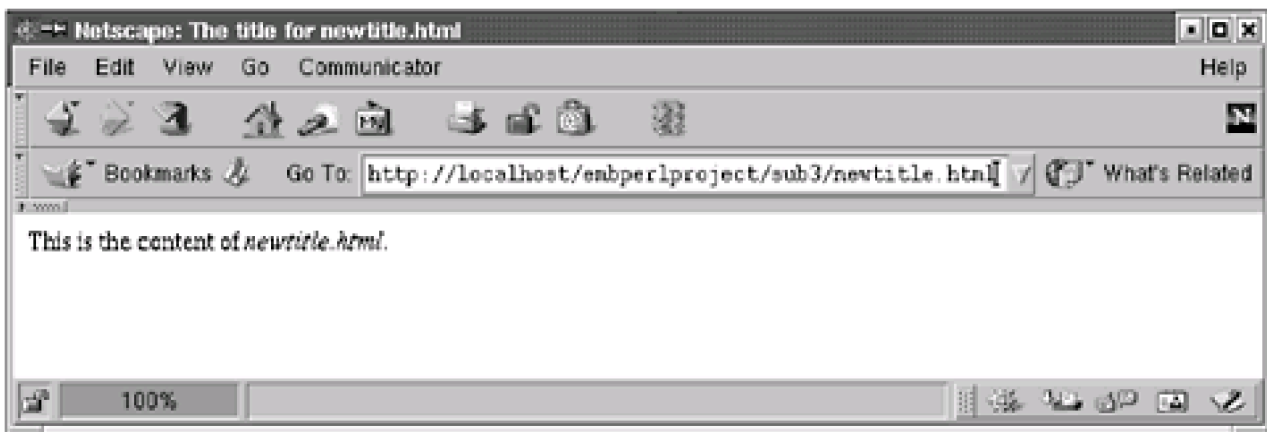 Netscape: The title for newtitle.html
File Edit View Go Communicator Help
My N
Bookmarks Go To: http://localhost/embperlproject/sub3/newtitle.html What's Related
This is the content of newtitle.html.
100%